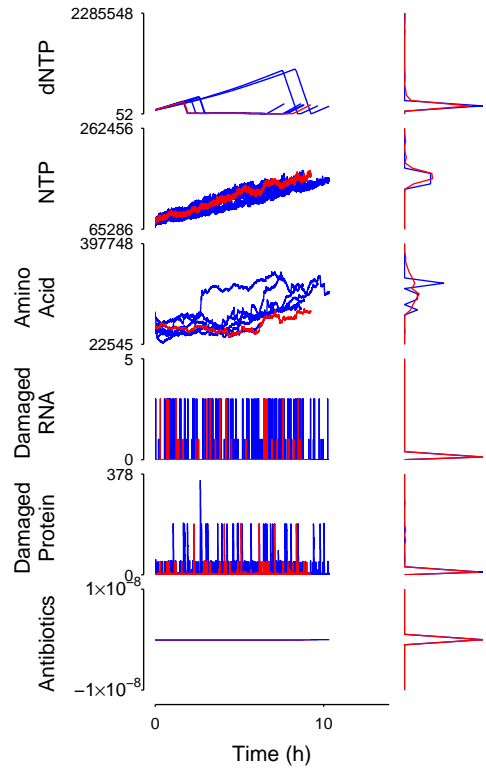 2285548
dNTP
52
262456
NTP
65286
397748
Amino
Acid
22545
5
Damaged
RNA
0
378
Damaged
Protein
0
1×10⁻⁸
Antibiotics
−1×10⁻⁸
0 10
Time (h)